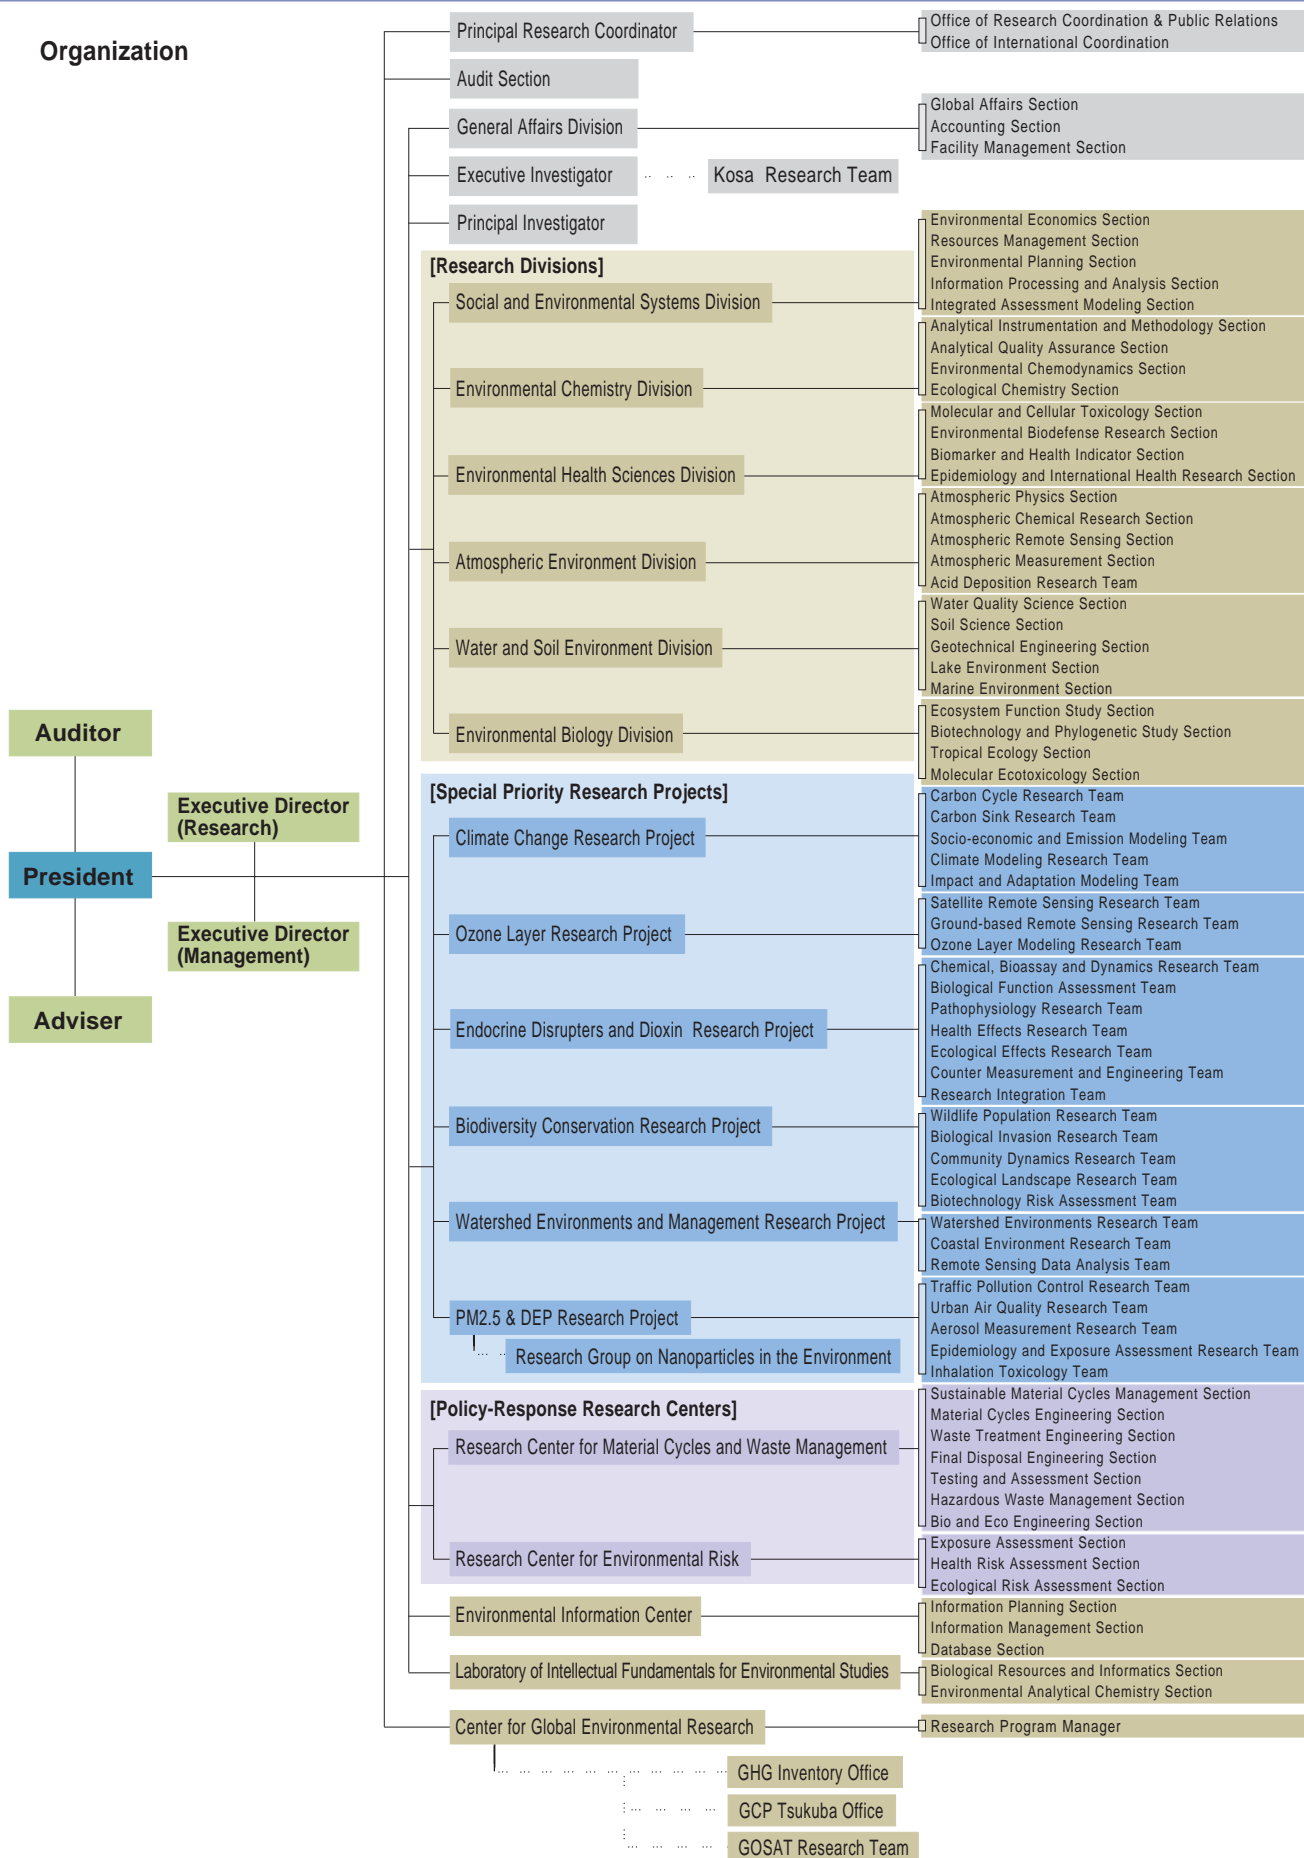 Organization
Principal Research Coordinator
Office of Research Coordination & Public Relations
Office of International Coordination
Audit Section
General Affairs Division
Global Affairs Section
Accounting Section
Facility Management Section
Executive Investigator
Kosa Research Team
Principal Investigator
[Research Divisions]
Social and Environmental Systems Division
Environmental Economics Section
Resources Management Section
Environmental Planning Section
Information Processing and Analysis Section
Integrated Assessment Modeling Section
Environmental Chemistry Division
Analytical Instrumentation and Methodology Section
Analytical Quality Assurance Section
Environmental Chemodynamics Section
Ecological Chemistry Section
Environmental Health Sciences Division
Molecular and Cellular Toxicology Section
Environmental Biodefense Research Section
Biomarker and Health Indicator Section
Epidemiology and International Health Research Section
Atmospheric Environment Division
Atmospheric Physics Section
Atmospheric Chemical Research Section
Atmospheric Remote Sensing Section
Atmospheric Measurement Section
Acid Deposition Research Team
Water and Soil Environment Division
Water Quality Science Section
Soil Science Section
Geotechnical Engineering Section
Lake Environment Section
Marine Environment Section
Environmental Biology Division
Ecosystem Function Study Section
Biotechnology and Phylogenetic Study Section
Tropical Ecology Section
Molecular Ecotoxicology Section
Auditor
Executive Director
(Research)
President
Executive Director
(Management)
Adviser
[Special Priority Research Projects]
Climate Change Research Project
Carbon Cycle Research Team
Carbon Sink Research Team
Socio-economic and Emission Modeling Team
Climate Modeling Research Team
Impact and Adaptation Modeling Team
Ozone Layer Research Project
Satellite Remote Sensing Research Team
Ground-based Remote Sensing Research Team
Ozone Layer Modeling Research Team
Endocrine Disrupters and Dioxin Research Project
Chemical, Bioassay and Dynamics Research Team
Biological Function Assessment Team
Pathophysiology Research Team
Health Effects Research Team
Ecological Effects Research Team
Counter Measurement and Engineering Team
Research Integration Team
Biodiversity Conservation Research Project
Wildlife Population Research Team
Biological Invasion Research Team
Community Dynamics Research Team
Ecological Landscape Research Team
Biotechnology Risk Assessment Team
Watershed Environments and Management Research Project
Watershed Environments Research Team
Coastal Environment Research Team
Remote Sensing Data Analysis Team
PM2.5 & DEP Research Project
Research Group on Nanoparticles in the Environment
Traffic Pollution Control Research Team
Urban Air Quality Research Team
Aerosol Measurement Research Team
Epidemiology and Exposure Assessment Research Team
Inhalation Toxicology Team
[Policy-Response Research Centers]
Research Center for Material Cycles and Waste Management
Sustainable Material Cycles Management Section
Material Cycles Engineering Section
Waste Treatment Engineering Section
Final Disposal Engineering Section
Testing and Assessment Section
Hazardous Waste Management Section
Bio and Eco Engineering Section
Research Center for Environmental Risk
Exposure Assessment Section
Health Risk Assessment Section
Ecological Risk Assessment Section
Environmental Information Center
Information Planning Section
Information Management Section
Database Section
Laboratory of Intellectual Fundamentals for Environmental Studies
Biological Resources and Informatics Section
Environmental Analytical Chemistry Section
Center for Global Environmental Research
Research Program Manager
GHG Inventory Office
GCP Tsukuba Office
GOSAT Research Team